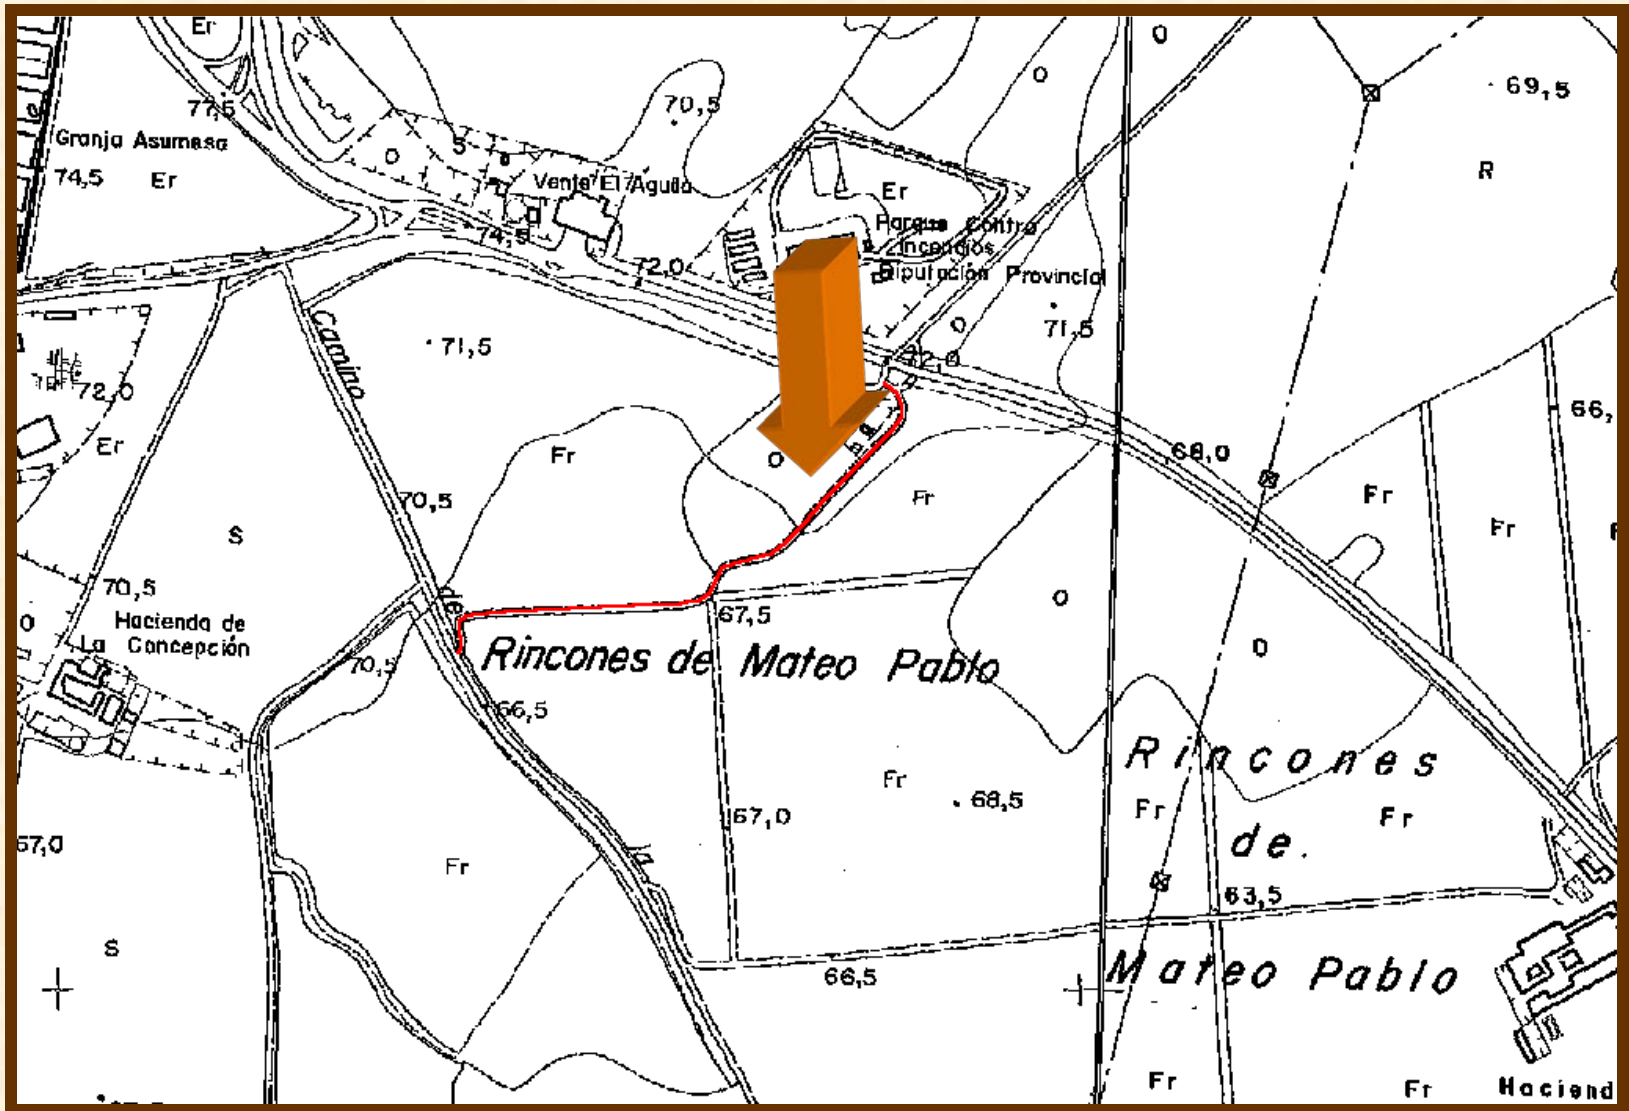 Er
O
O
77,5
70,5
69,5
Granja Asumesa
74,5
Er
O
S
R
Venta El Aguila
Er
Parque Contra
Incendios
Diputación Provincial
74,5
72,0
71,5
O
72,0
Camino
71,5
72,0
66,
Er
Fr
O
68,0
Fr
70,5
Fr
Fr
S
70,5
de
O
67,5
O
Hacienda de
La Concepción
O
70,5
Rincones de Mateo Pablo
66,5
Rincones
de.
Mateo Pablo
Fr
68,5
67,0
Fr
Fr
67,0
la
Fr
63,5
S
66,5
Fr
Fr
Haciend